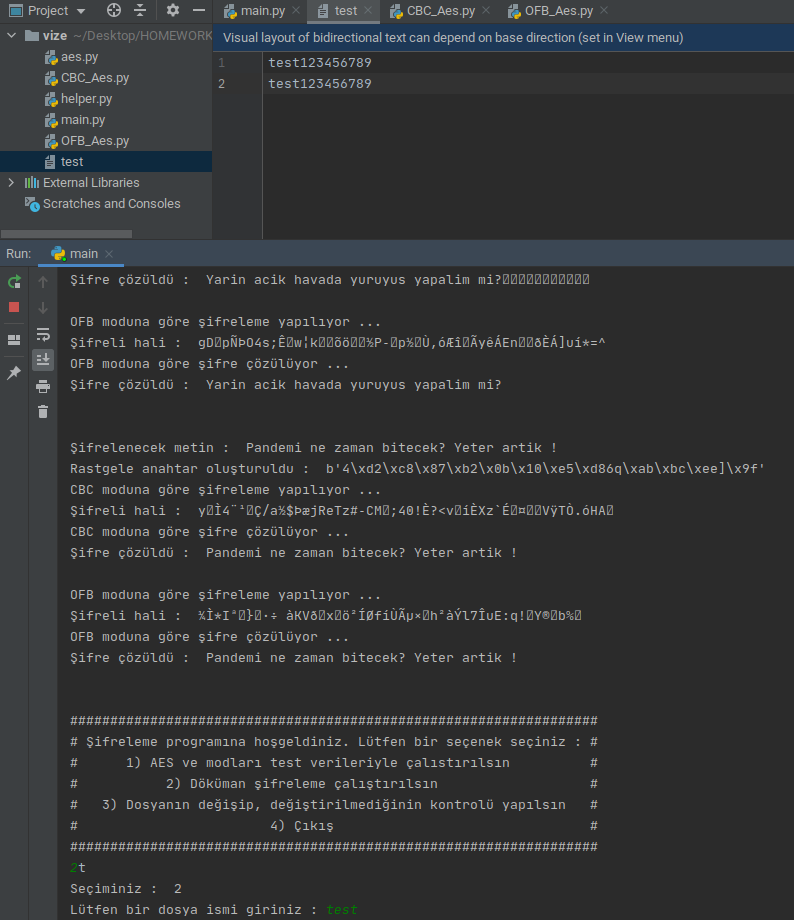 Project
main.py
test
CBC_Aes.py
OFB_Aes.py
vize ~/Desktop/HOMEWORK
aes.py
CBC_Aes.py
helper.py
main.py
OFB_Aes.py
test
External Libraries
Scratches and Consoles
Visual layout of bidirectional text can depend on base direction (set in View menu)
1 test123456789
2 test123456789
Run: main
Şifre çözüldü :  Yarin acik havada yuruyus yapalim mi?
OFB moduna göre şifreleme yapılıyor ...
Şifreli hali :
OFB moduna göre şifre çözülüyor ...
Şifre çözüldü :  Yarin acik havada yuruyus yapalim mi?
Şifrelenecek metin :  Pandemi ne zaman bitecek? Yeter artik !
Rastgele anahtar oluşturuldu :  b'4\xd2\xc8\x87\xb2\x0b\x10\xe5\xd86q\xab\xbc\xee]\x9f'
CBC moduna göre şifreleme yapılıyor ...
Şifreli hali :
CBC moduna göre şifre çözülüyor ...
Şifre çözüldü :  Pandemi ne zaman bitecek? Yeter artik !
OFB moduna göre şifreleme yapılıyor ...
Şifreli hali :
OFB moduna göre şifre çözülüyor ...
Şifre çözüldü :  Pandemi ne zaman bitecek? Yeter artik !
##################################################################
# Şifreleme programına hoşgeldiniz. Lütfen bir seçenek seçiniz : #
#      1) AES ve modları test verileriyle çalıstırılsın          #
#           2) Döküman şifreleme çalıştırılsın                   #
#   3) Dosyanın değişip, değiştirilmediğinin kontrolü yapılsın   #
#                        4) Çıkış                                #
##################################################################
2t
Seçiminiz :  2
Lütfen bir dosya ismi giriniz : test